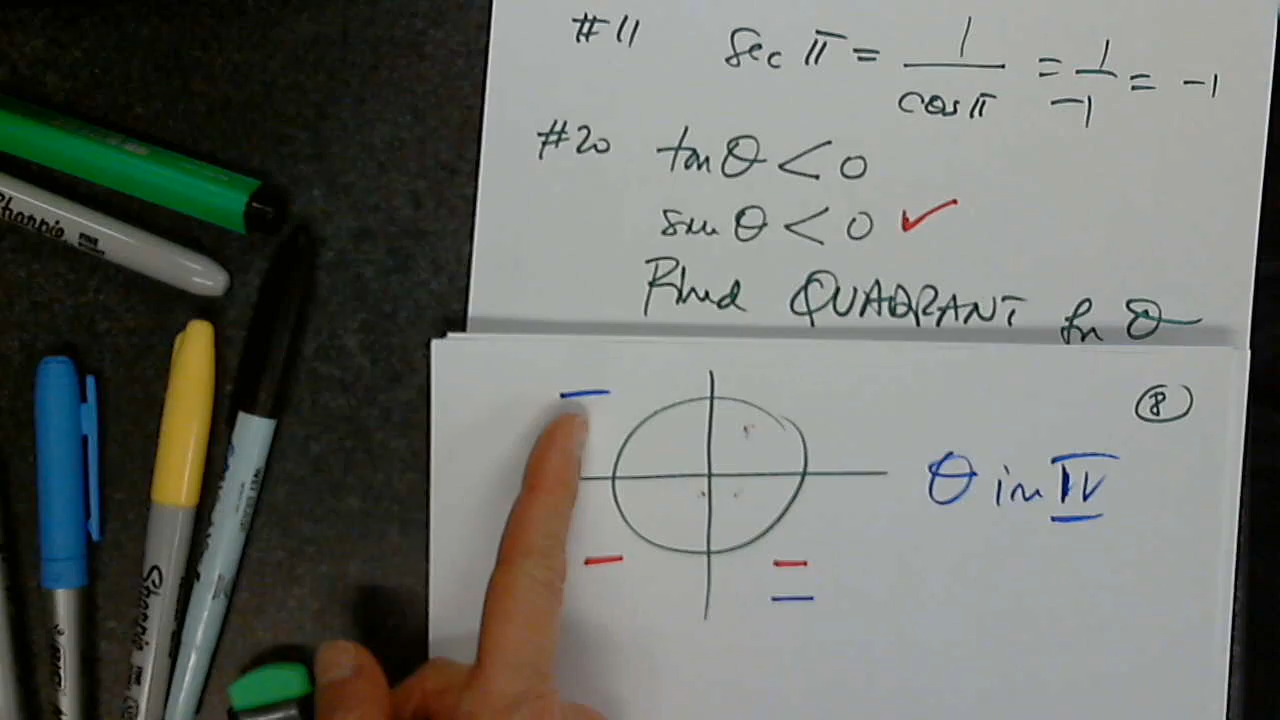 #11 sec π = 1/cos π = 1/-1 = -1
#20 tan θ < 0
sin θ < 0 ✓
Find QUADRANT for θ
8
θ in IV
Sharpie
FINE
Sharpie